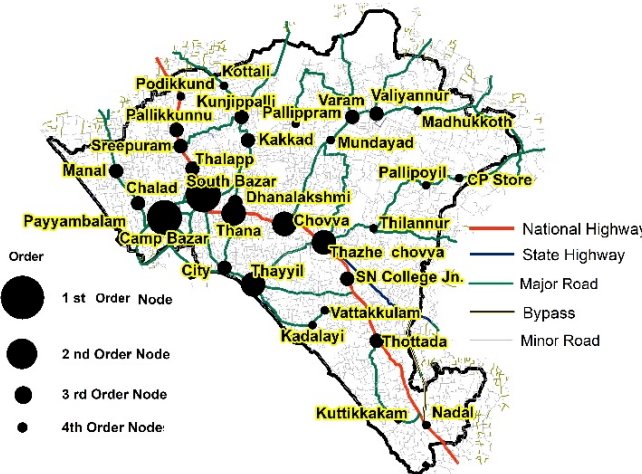 Kottali
Podikkund
Kunjippalli
Pallippram
Varam
Valiyannur
Pallikkunnu
Madhukkoth
Sreepuram
Kakkad
Mundayad
Thalapp
Manal
South Bazar
Pallipoyil
CP Store
Chalad
Dhanalakshmi
Payyambalam
Chovva
Thilannur
Camp Bazar
Thana
Thazhe chovva
City
Thayyil
SN College Jn.
Vattakkulam
Kadalayi
Thottada
Kuttikkakam
Nadal
Order
1 st Order Node
2 nd Order Node
3 rd Order Node
4th Order Node
National Highway
State Highway
Major Road
Bypass
Minor Road